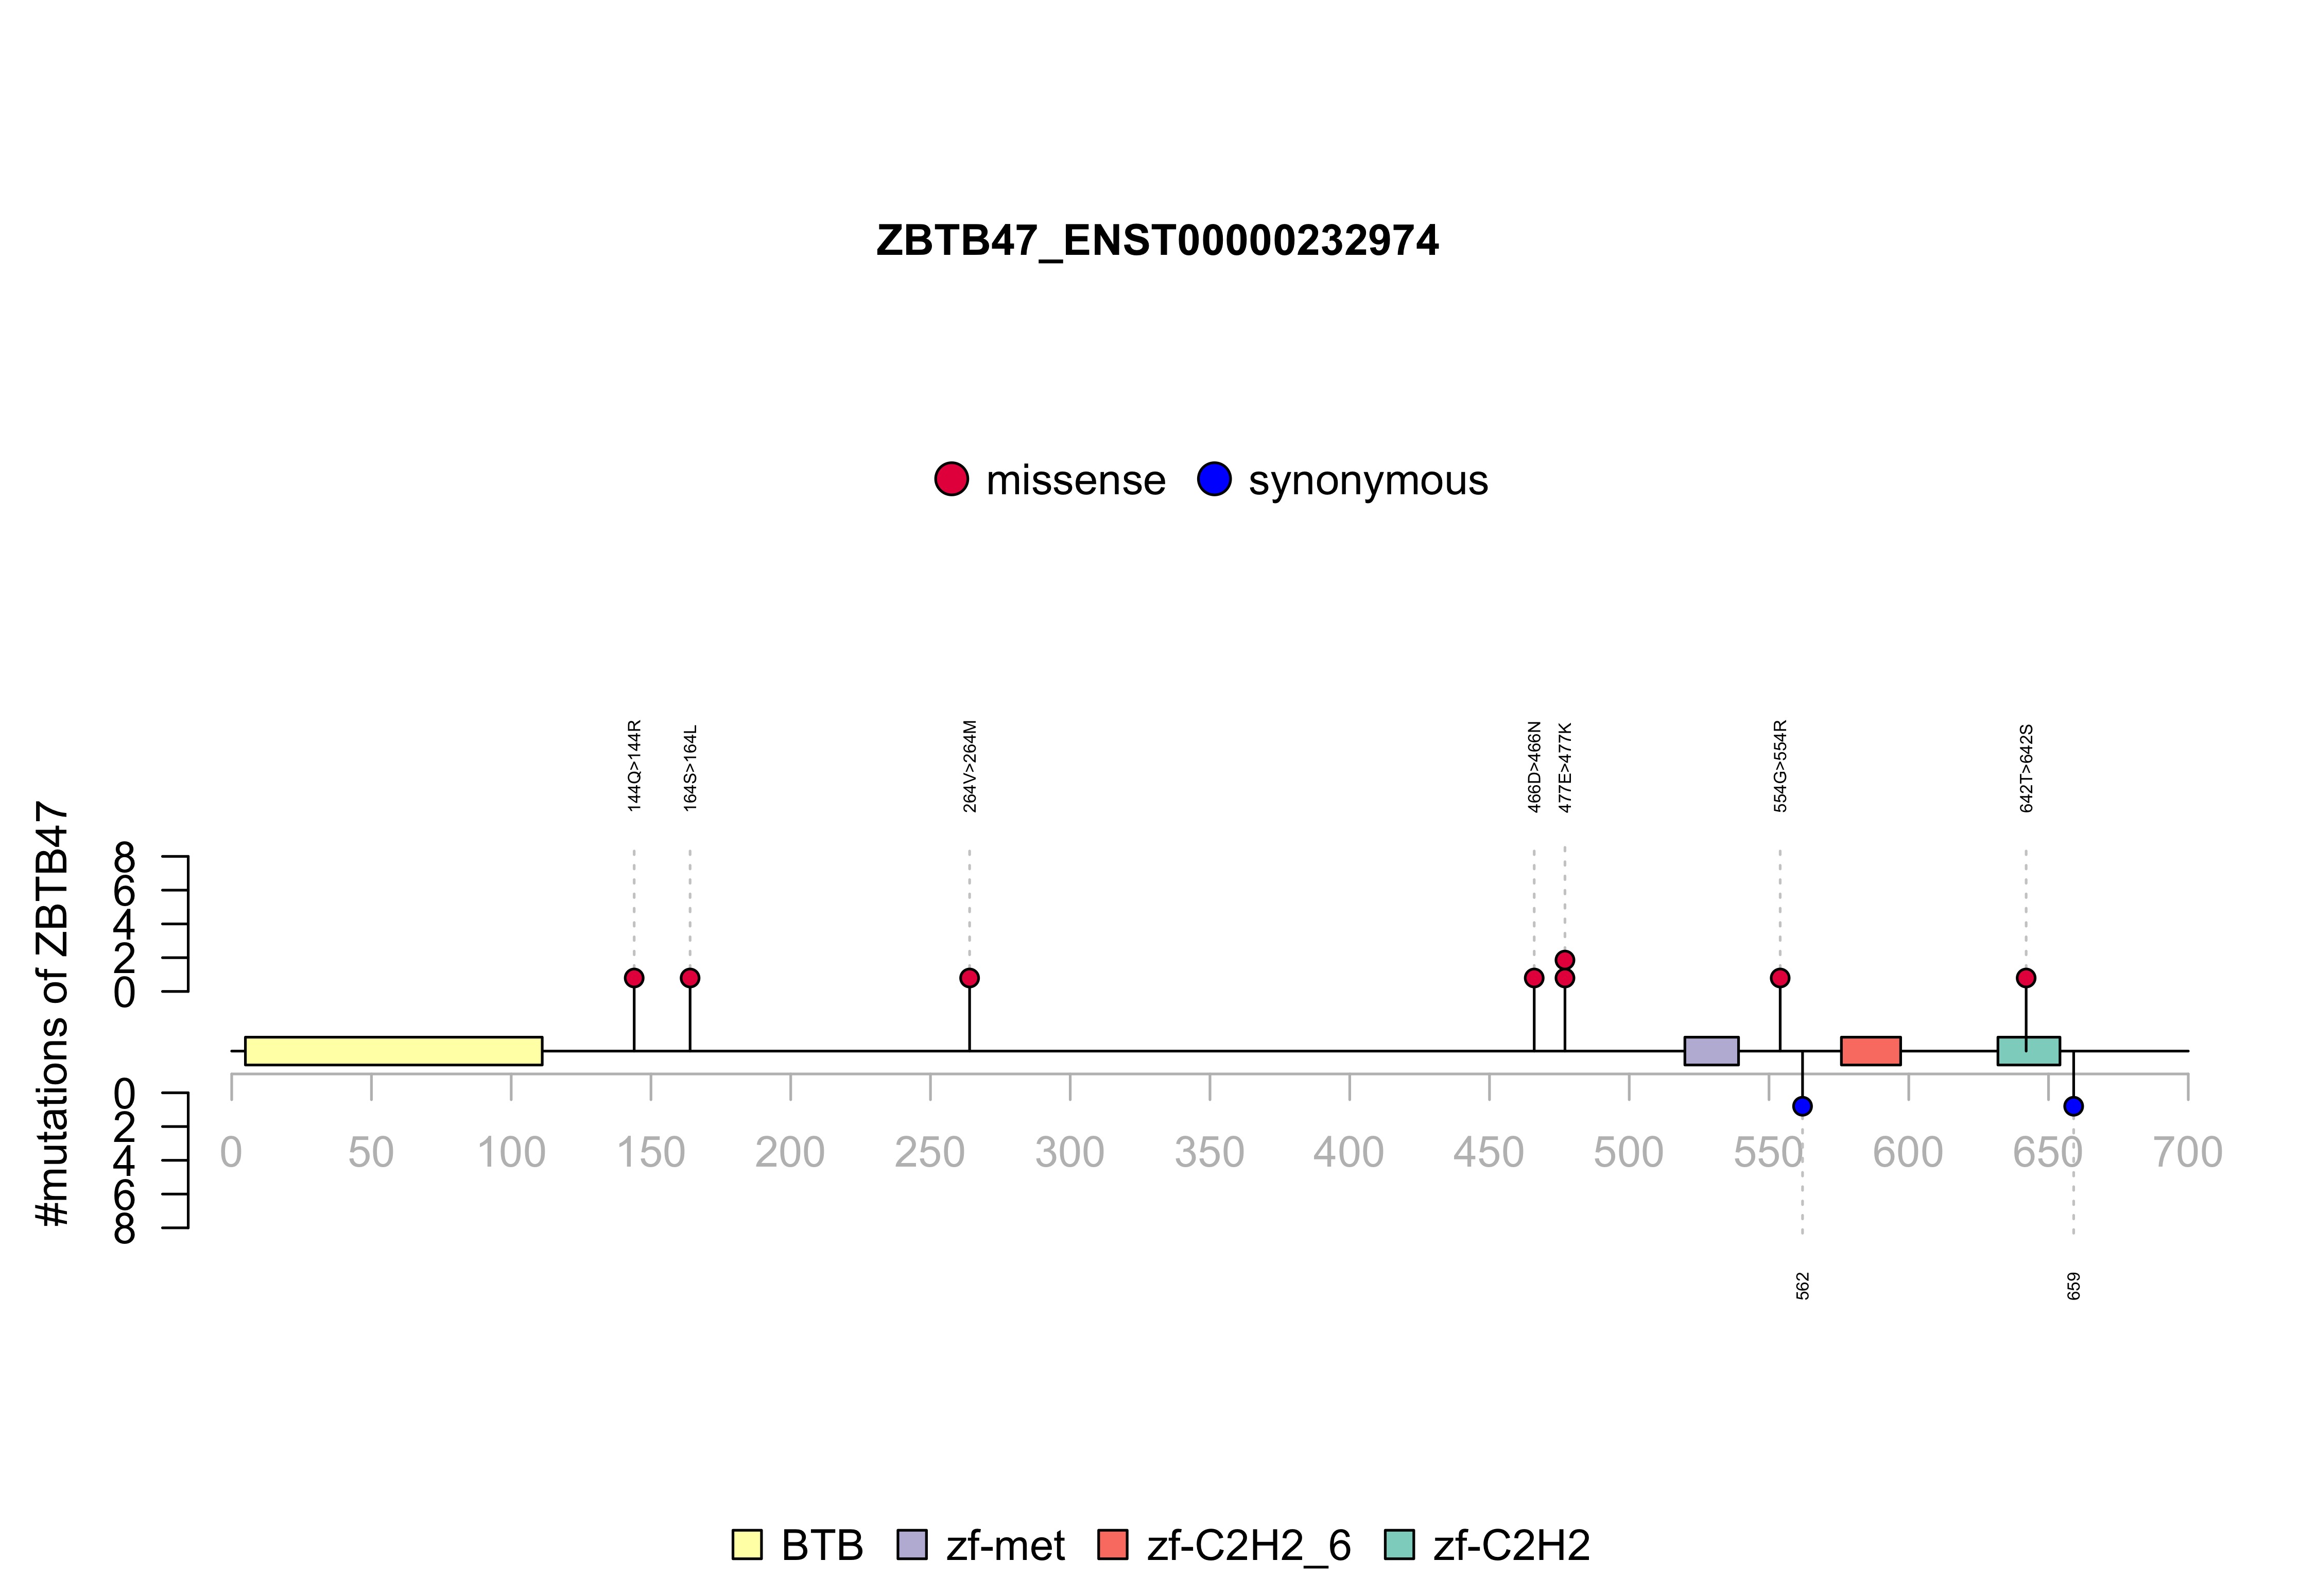 ZBTB47_ENST00000232974
missense synonymous
144Q>144R
164S>164L
264V>264M
466D>466N
477E>477K
554G>554R
642T>642S
#mutations of ZBTB47
8
6
4
2
0
0
2
4
6
8
0 50 100 150 200 250 300 350 400 450 500 550 600 650 700
562
659
BTB zf-met zf-C2H2_6 zf-C2H2